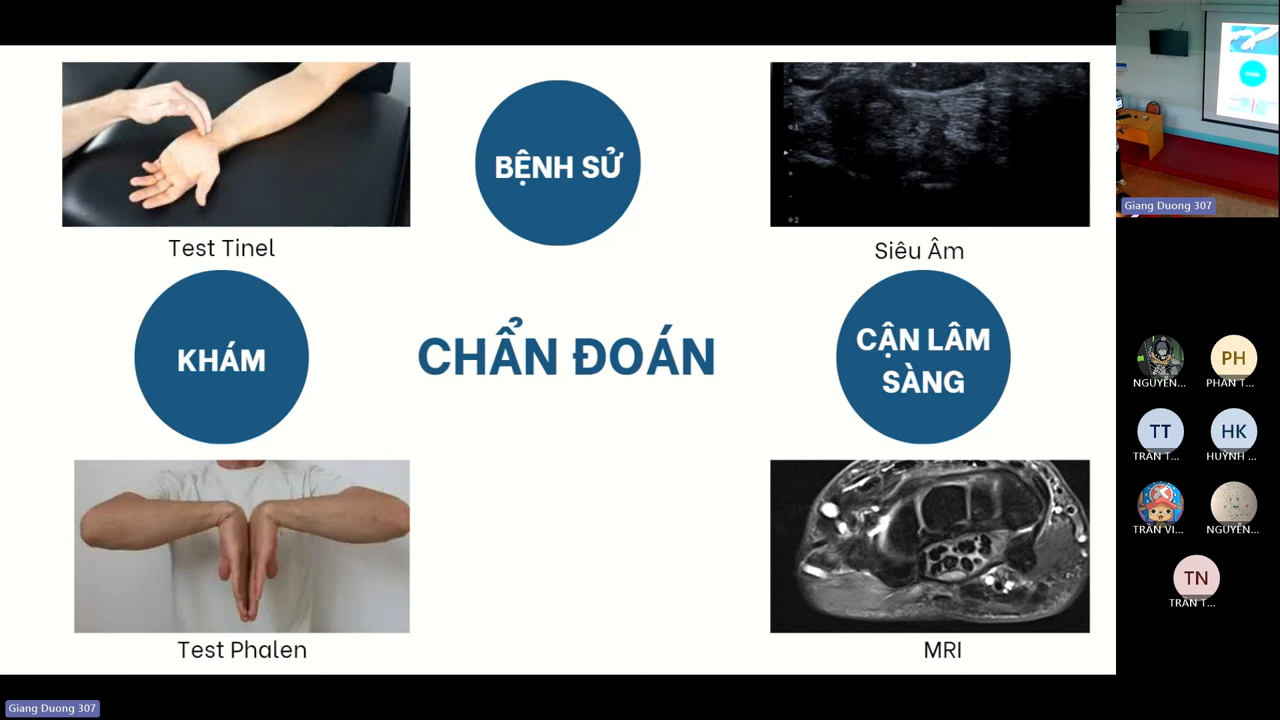 BỆNH SỬ
Test Tinel
Siêu Âm
KHÁM
CHẨN ĐOÁN
CẬN LÂM
SÀNG
Test Phalen
MRI
Giang Duong 307
Giang Duong 307
NGUYỄN...
PH
PHAN T...
TT
TRẦN T...
HK
HUỲNH ...
TRẦN VI...
NGUYỄN...
TN
TRẦN T...